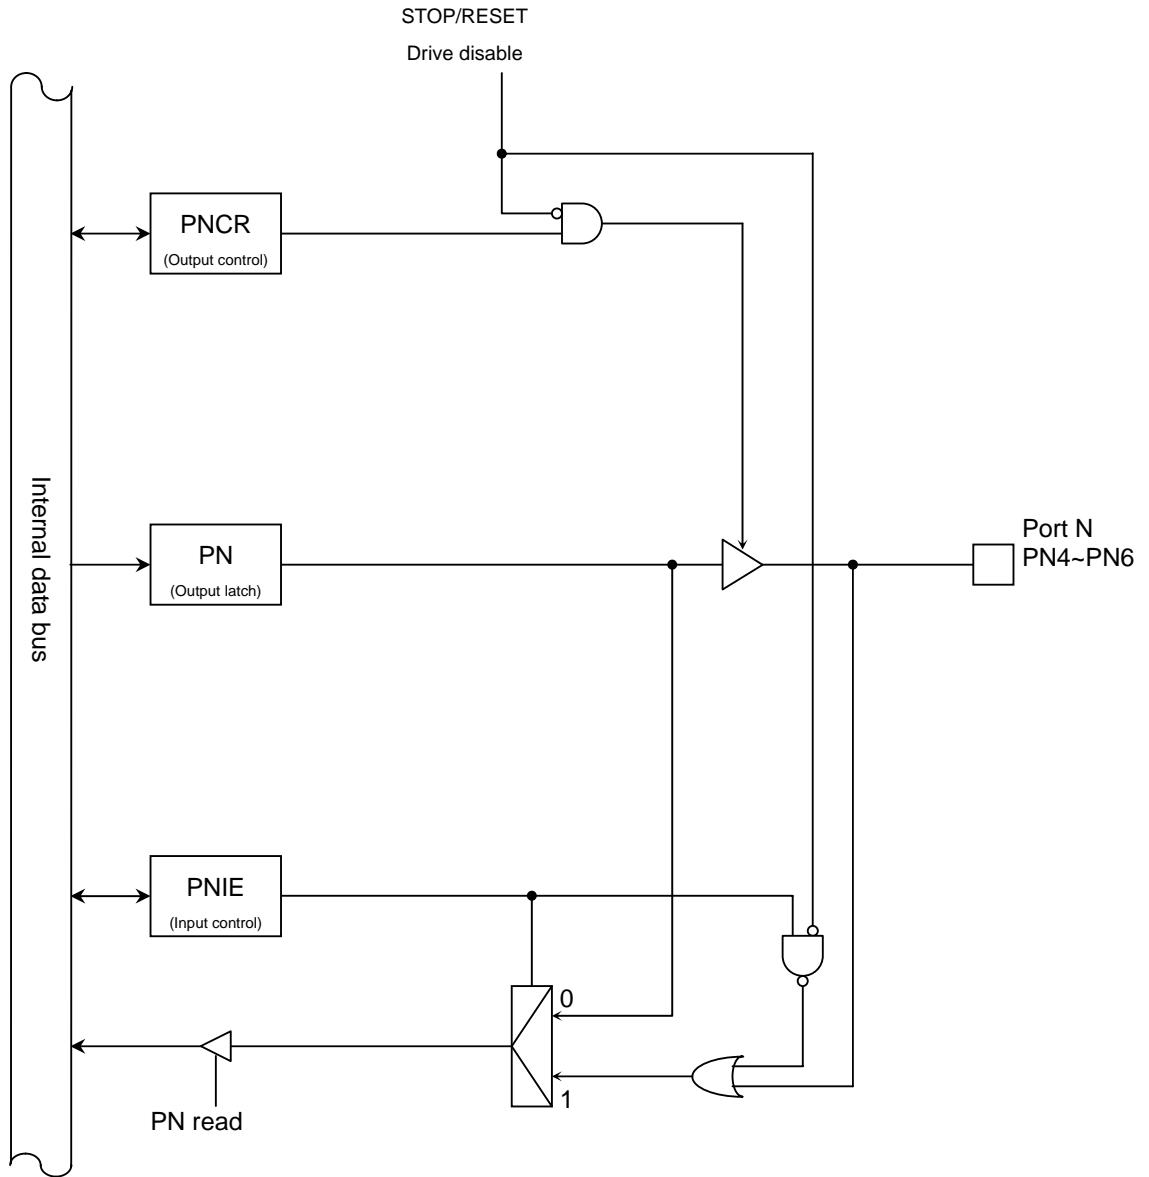 STOP/RESET
Drive disable
PNCR
(Output control)
Internal data bus
PN
(Output latch)
Port N
PN4~PN6
PNIE
(Input control)
0
1
PN read